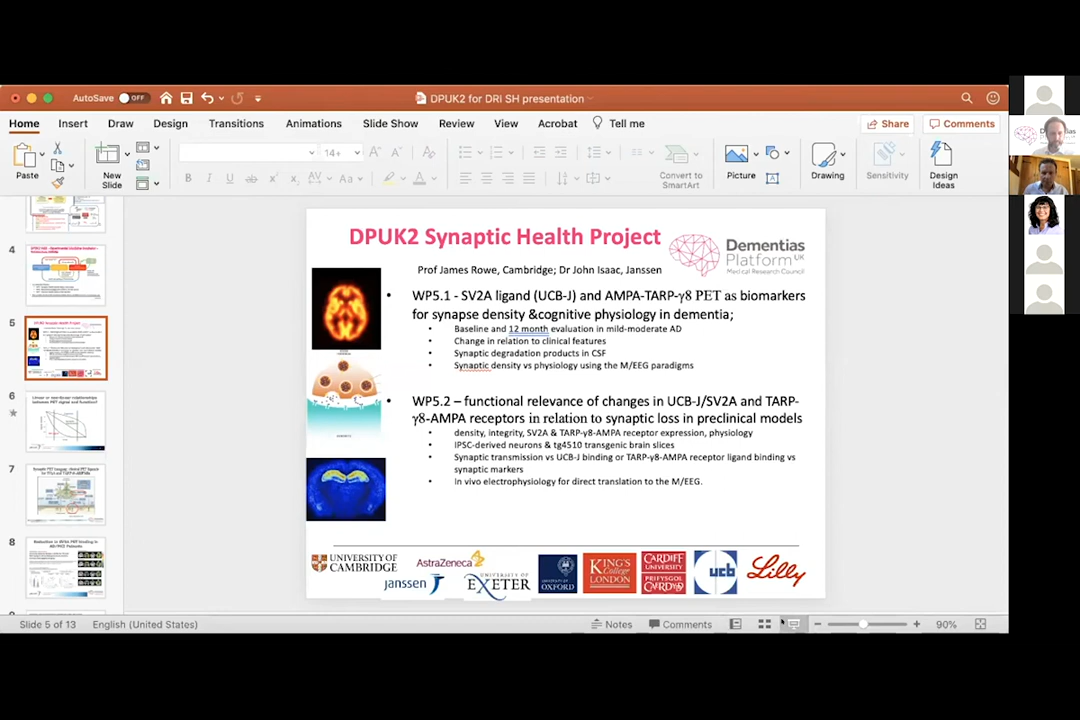 AutoSave OFF
DPUK2 for DRI SH presentation
Home Insert Draw Design Transitions Animations Slide Show Review View Acrobat Tell me
Share Comments
Paste
New
Slide
14
B I U ab x x AV Aa A
Convert to
SmartArt
Picture
Drawing
Sensitivity
Design
Ideas
4
5
6
7
8
DPUK2 Synaptic Health Project
Dementias
Platform UK
Medical Research Council
Prof James Rowe, Cambridge; Dr John Isaac, Janssen
• WP5.1 - SV2A ligand (UCB-J) and AMPA-TARP-γ8 PET as biomarkers
for synapse density &cognitive physiology in dementia;
• Baseline and 12 month evaluation in mild-moderate AD
• Change in relation to clinical features
• Synaptic degradation products in CSF
• Synaptic density vs physiology using the M/EEG paradigms
• WP5.2 – functional relevance of changes in UCB-J/SV2A and TARP-
γ8-AMPA receptors in relation to synaptic loss in preclinical models
• density, integrity, SV2A & TARP-γ8-AMPA receptor expression, physiology
• IPSC-derived neurons & tg4510 transgenic brain slices
• Synaptic transmission vs UCB-J binding or TARP-γ8-AMPA receptor ligand binding vs
synaptic markers
• In vivo electrophysiology for direct translation to the M/EEG.
UNIVERSITY OF
CAMBRIDGE
AstraZeneca
janssen
UNIVERSITY OF
EXETER
UNIVERSITY OF
OXFORD
KING'S
College
LONDON
CARDIFF
UNIVERSITY
PRIFYSGOL
CAERDYDD
ucb
Lilly
Slide 5 of 13 English (United States)
Notes Comments 90%